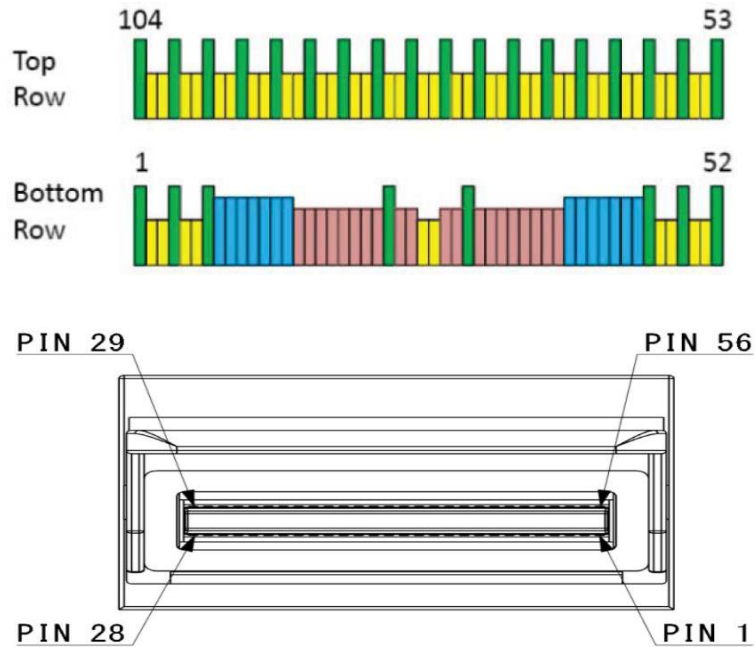 104 53
Top
Row
1 52
Bottom
Row
PIN 29 PIN 56
PIN 28 PIN 1